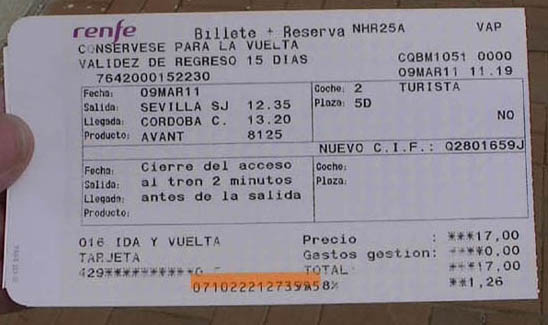 renfe Billete + Reserva NHR25A VAP
CONSERVESE PARA LA VUELTA
VALIDEZ DE REGRESO 15 DIAS CQBM1051 0000
7642000152230 09MAR11 11.19
Fecha: 09MAR11 Coche: 2 TURISTA
Salida: SEVILLA SJ 12.35 Plaza: 5D
Llegada: CORDOBA C. 13.20 NO
Producto: AVANT 8125
NUEVO C.I.F.: Q2801659J
Fecha: Cierre del acceso Coche:
Salida: al tren 2 minutos Plaza:
Llegada: antes de la salida
Producto:
016 IDA Y VUELTA Precio : ***17,00
TARJETA Gastos gestion: ***0.00
TOTAL: ***17,00
8% **1,26